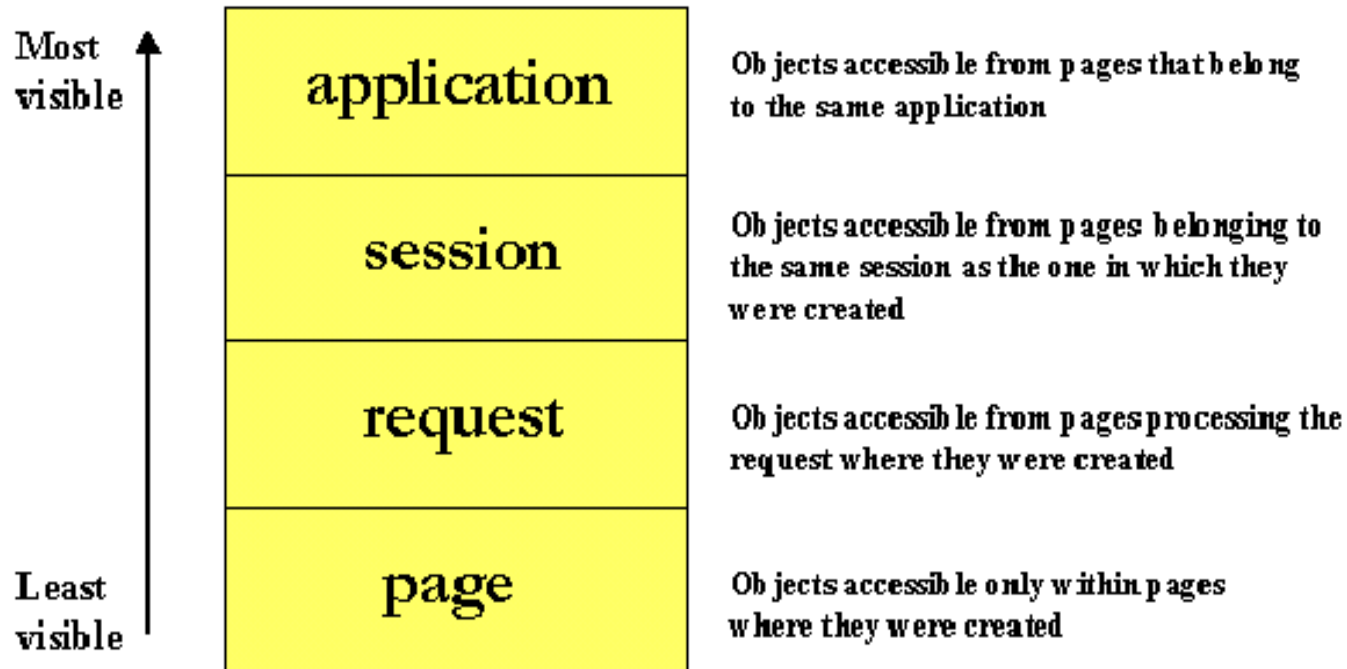 Most
visible
application
Objects accessible from pages that belong
to the same application
session
Objects accessible from pages belonging to
the same session as the one in which they
were created
request
Objects accessible from pages processing the
request where they were created
Least
visible
page
Objects accessible only within pages
where they were created